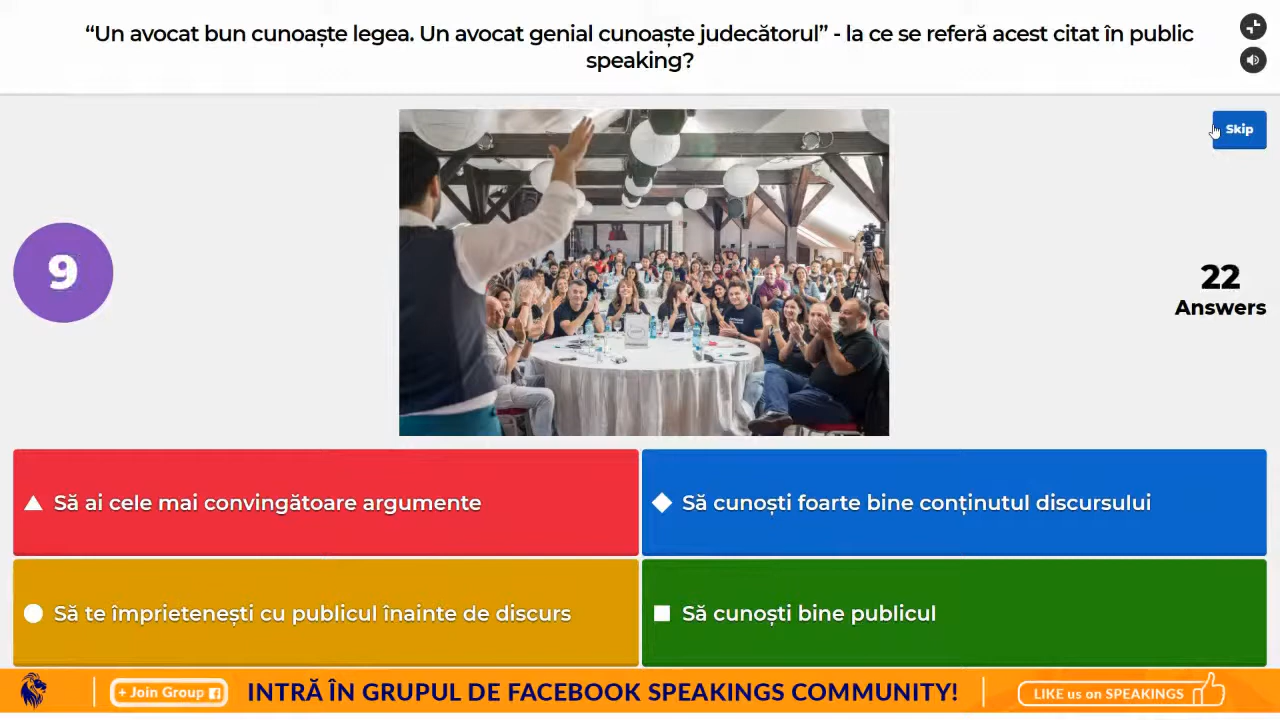 “Un avocat bun cunoaște legea. Un avocat genial cunoaște judecătorul” - la ce se referă acest citat în public
speaking?
Skip
9
22
Answers
Să ai cele mai convingătoare argumente
Să cunoști foarte bine conținutul discursului
Să te împrietenești cu publicul înainte de discurs
Să cunoști bine publicul
+ Join Group
INTRĂ ÎN GRUPUL DE FACEBOOK SPEAKINGS COMMUNITY!
LIKE us on SPEAKINGS